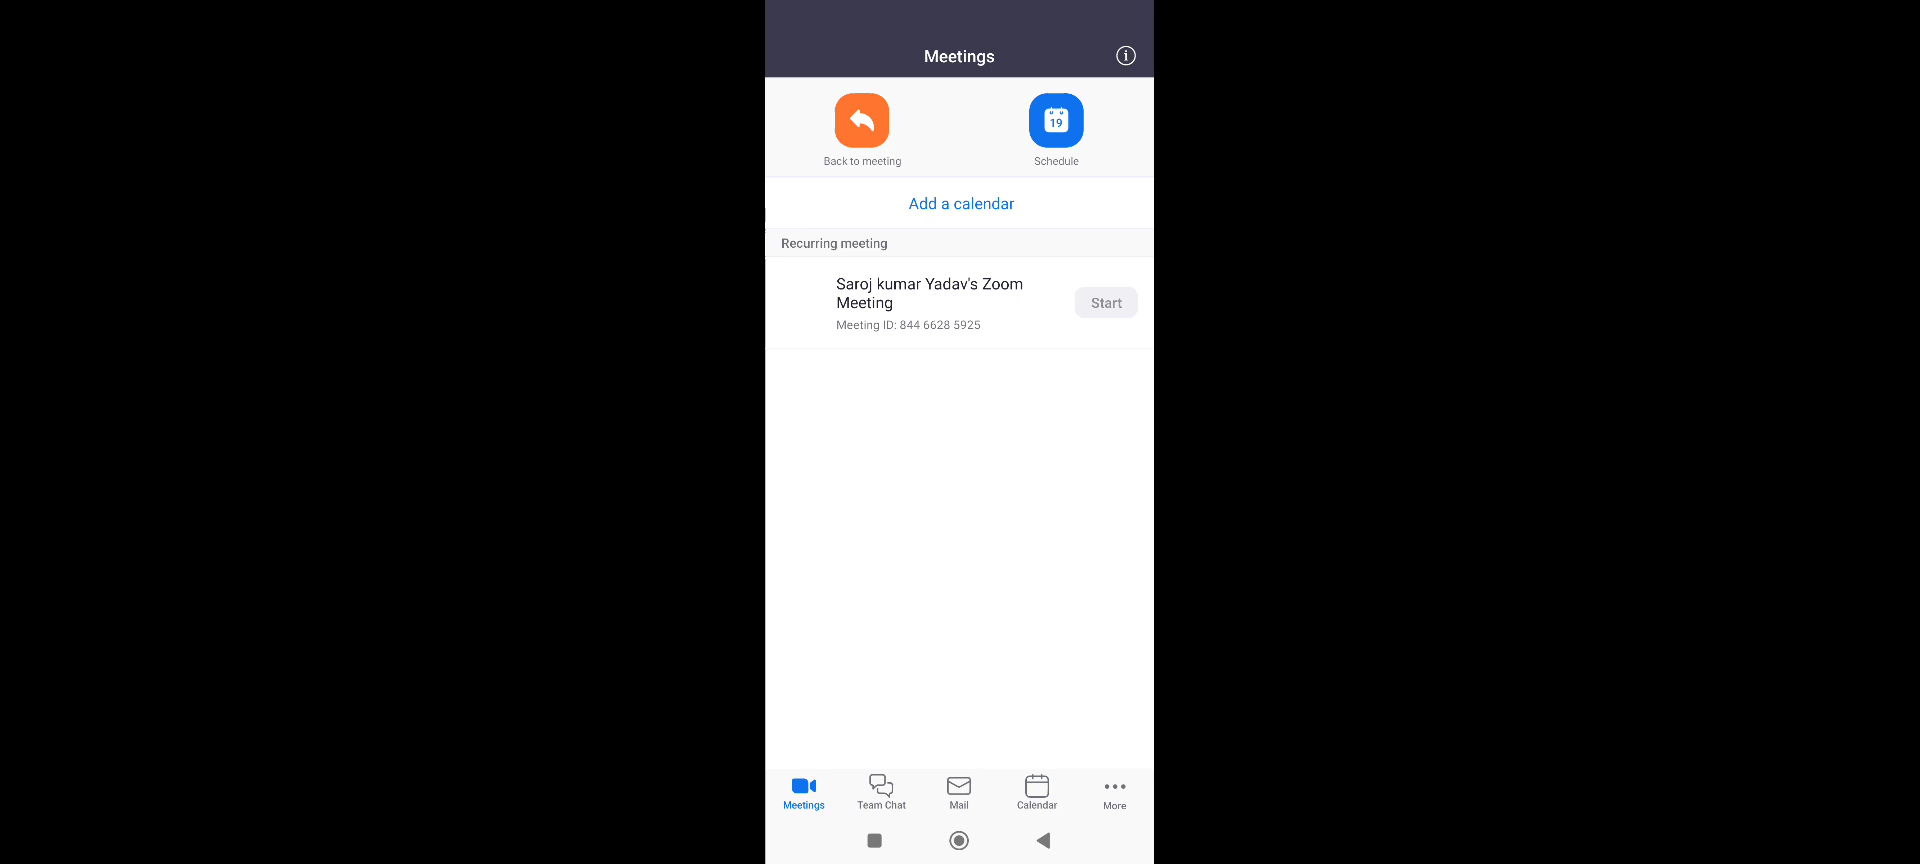 Meetings
Back to meeting
19
Schedule
Add a calendar
Recurring meeting
Saroj kumar Yadav's Zoom
Meeting
Start
Meeting ID: 844 6628 5925
Meetings
Team Chat
Mail
Calendar
More